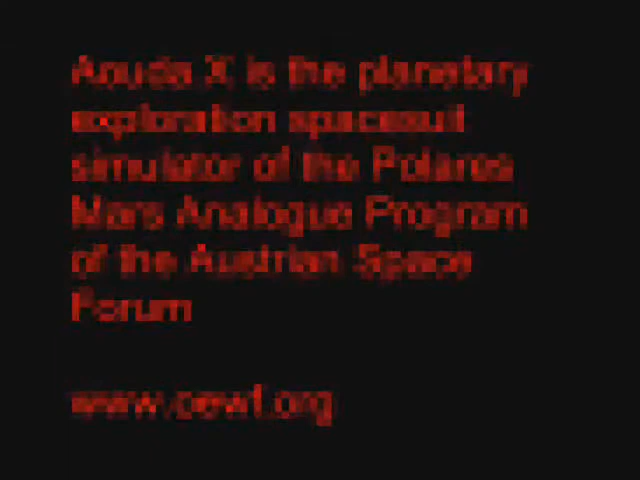 Aouda X is the planetary
exploration spacesuit
simulator of the Polares
Mars Analogue Program
of the Austrian Space
Forum
www.oewf.org